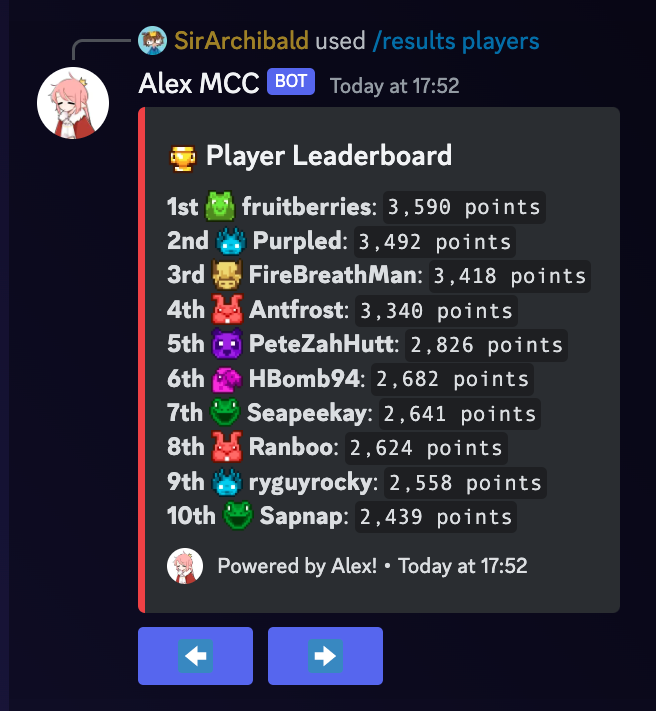 SirArchibald used /results players
Alex MCC BOT Today at 17:52
Player Leaderboard
1st fruitberries: 3,590 points
2nd Purpled: 3,492 points
3rd FireBreathMan: 3,418 points
4th Antfrost: 3,340 points
5th PeteZahHutt: 2,826 points
6th HBomb94: 2,682 points
7th Seapeekay: 2,641 points
8th Ranboo: 2,624 points
9th ryguyrocky: 2,558 points
10th Sapnap: 2,439 points
Powered by Alex! • Today at 17:52